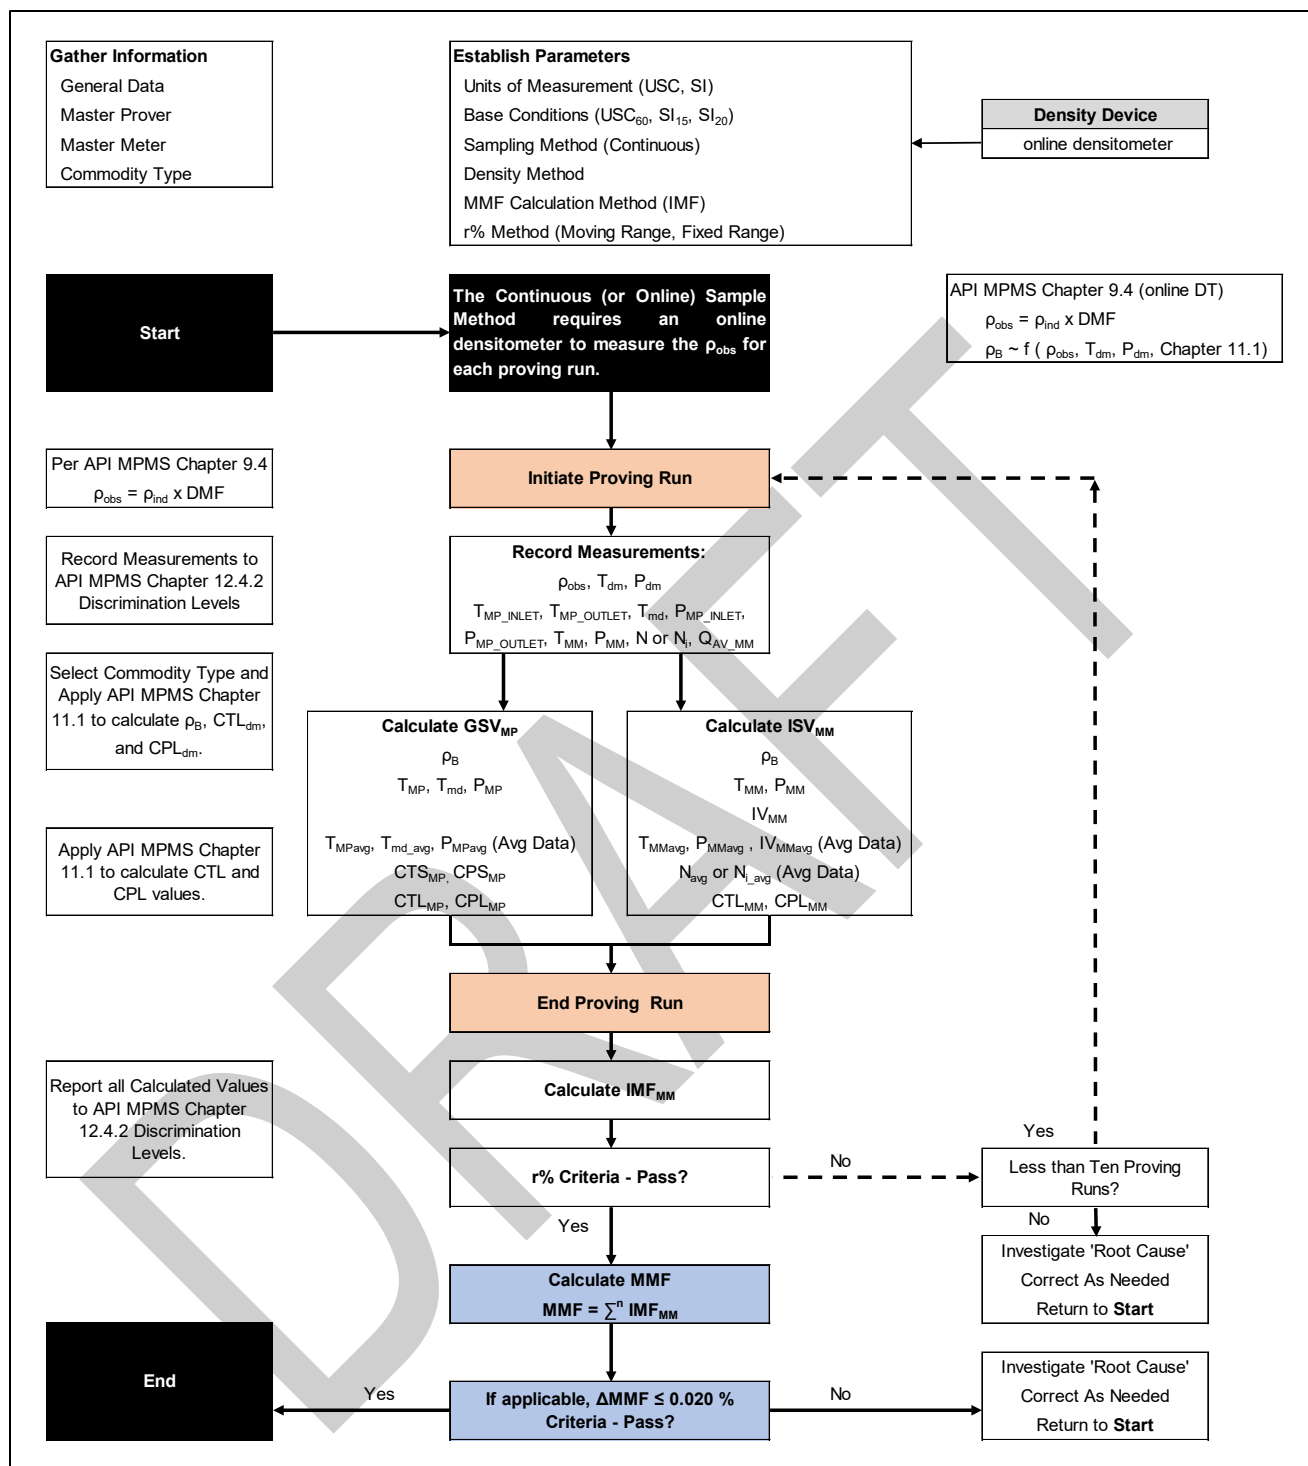 Gather Information
General Data
Master Prover
Master Meter
Commodity Type
Establish Parameters
Units of Measurement (USC, SI)
Base Conditions (USC60, SI15, SI20)
Sampling Method (Continuous)
Density Method
MMF Calculation Method (IMF)
r% Method (Moving Range, Fixed Range)
Density Device
online densitometer
Start
The Continuous (or Online) Sample
Method requires an online
densitometer to measure the ρobs for
each proving run.
API MPMS Chapter 9.4 (online DT)
ρobs = ρind x DMF
ρB ~ f ( ρobs, Tdm, Pdm, Chapter 11.1)
Per API MPMS Chapter 9.4
ρobs = ρind x DMF
Initiate Proving Run
Record Measurements to
API MPMS Chapter 12.4.2
Discrimination Levels
Record Measurements:
ρobs, Tdm, Pdm
TMP_INLET, TMP_OUTLET, Tmd, PMP_INLET,
PMP_OUTLET, TMM, PMM, N or Ni, QAV_MM
Select Commodity Type and
Apply API MPMS Chapter
11.1 to calculate ρB, CTLdm,
and CPLdm.
Calculate GSVMP
ρB
TMP, Tmd, PMP
TMPavg, Tmd_avg, PMPavg (Avg Data)
CTSMP, CPSMP
CTLMP, CPLMP
Calculate ISVMM
ρB
TMM, PMM
IVMM
TMMavg, PMMavg , IVMMavg (Avg Data)
Navg or Ni_avg (Avg Data)
CTLMM, CPLMM
Apply API MPMS Chapter
11.1 to calculate CTL and
CPL values.
End Proving Run
Report all Calculated Values
to API MPMS Chapter
12.4.2 Discrimination
Levels.
Calculate IMFMM
r% Criteria - Pass?
No
Yes
Less than Ten Proving
Runs?
Yes
No
Investigate 'Root Cause'
Correct As Needed
Return to Start
Calculate MMF
MMF = ∑n IMFMM
End
Yes
If applicable, ΔMMF ≤ 0.020 %
Criteria - Pass?
No
Investigate 'Root Cause'
Correct As Needed
Return to Start
DRAFT